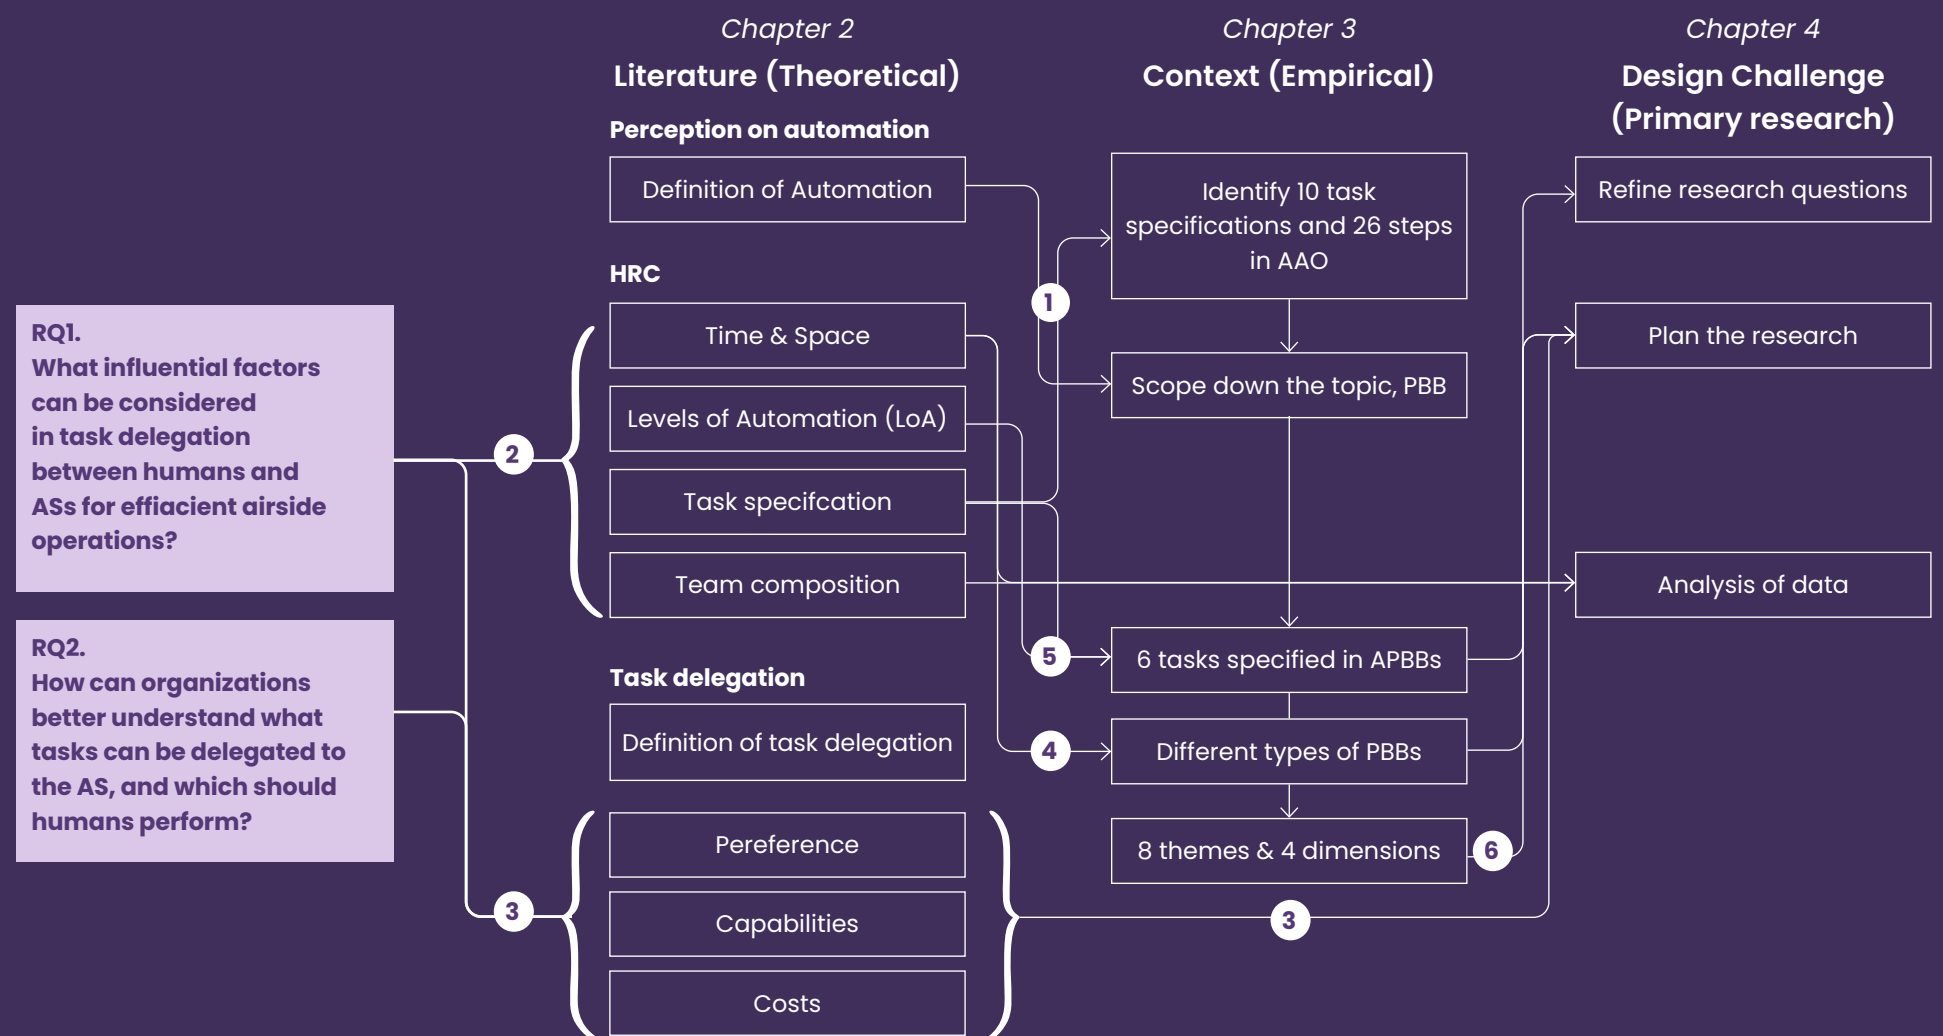 Chapter 2
Literature (Theoretical)
Perception on automation
Definition of Automation
HRC
Time & Space
Levels of Automation (LoA)
Task specifcation
Team composition
Task delegation
Definition of task delegation
Pereference
Capabilities
Costs
Chapter 3
Context (Empirical)
Identify 10 task
specifications and 26 steps
in AAO
Scope down the topic, PBB
6 tasks specified in APBBs
Different types of PBBs
8 themes & 4 dimensions
Chapter 4
Design Challenge
(Primary research)
Refine research questions
Plan the research
Analysis of data
RQ1.
What influential factors
can be considered
in task delegation
between humans and
ASs for effiacient airside
operations?
RQ2.
How can organizations
better understand what
tasks can be delegated to
the AS, and which should
humans perform?
1
2
5
4
6
3
3